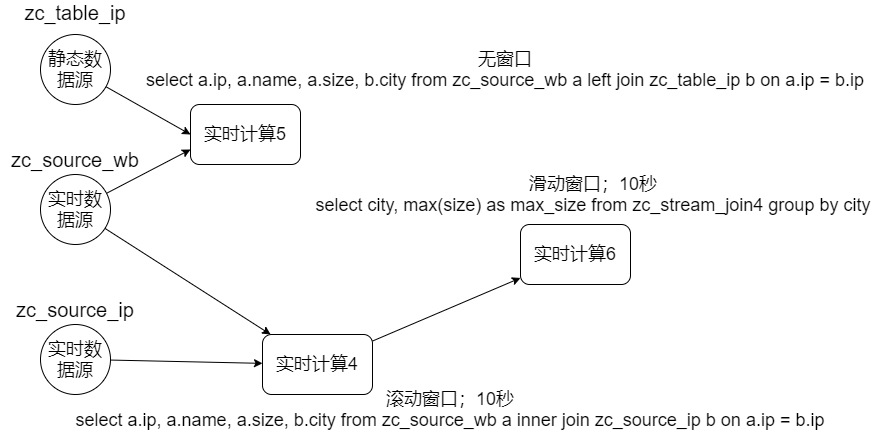 zc_table_ip
静态数
据源
无窗口
select a.ip, a.name, a.size, b.city from zc_source_wb a left join zc_table_ip b on a.ip = b.ip
实时计算5
zc_source_wb
实时数
据源
滑动窗口；10秒
select city, max(size) as max_size from zc_stream_join4 group by city
实时计算6
zc_source_ip
实时数
据源
实时计算4
滚动窗口；10秒
select a.ip, a.name, a.size, b.city from zc_source_wb a inner join zc_source_ip b on a.ip = b.ip